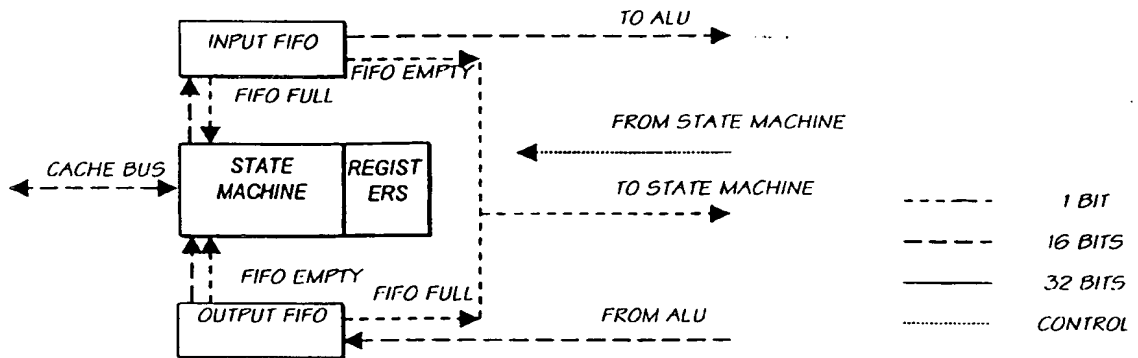 TO ALU
INPUT FIFO
FIFO EMPTY
FIFO FULL
FROM STATE MACHINE
CACHE BUS
STATE
MACHINE
REGIST
ERS
TO STATE MACHINE
1 BIT
16 BITS
FIFO EMPTY
32 BITS
FIFO FULL
OUTPUT FIFO
FROM ALU
CONTROL